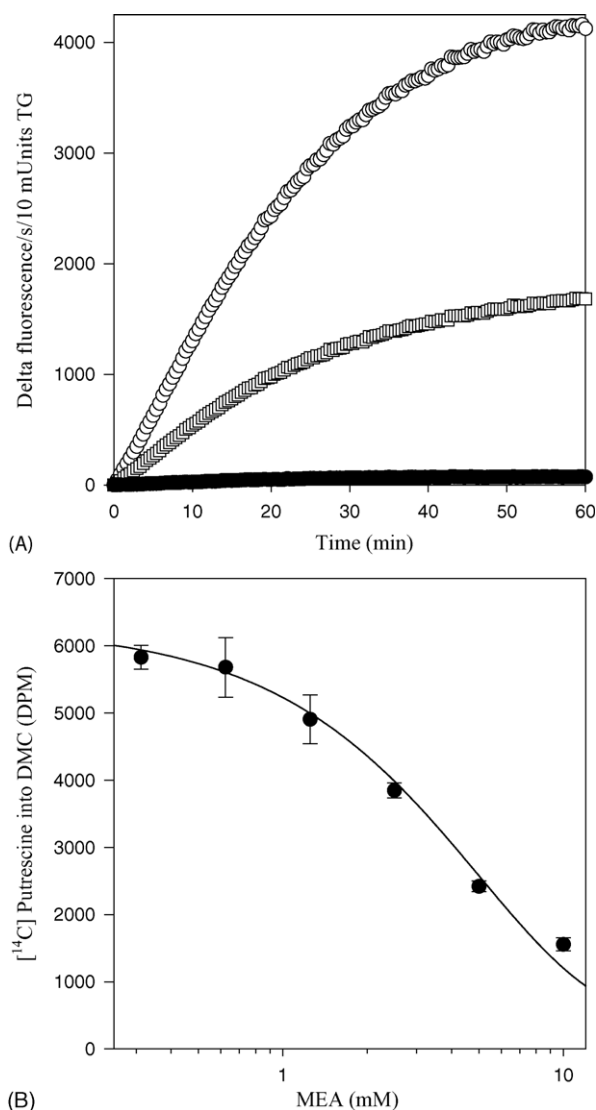 4000
3000
2000
1000
0
Delta fluorescence/s/10 mUnits TG
0 10 20 30 40 50 60
Time (min)
(A)
7000
6000
5000
4000
3000
2000
1000
0
[¹⁴C] Putrescine into DMC (DPM)
1 10
MEA (mM)
(B)